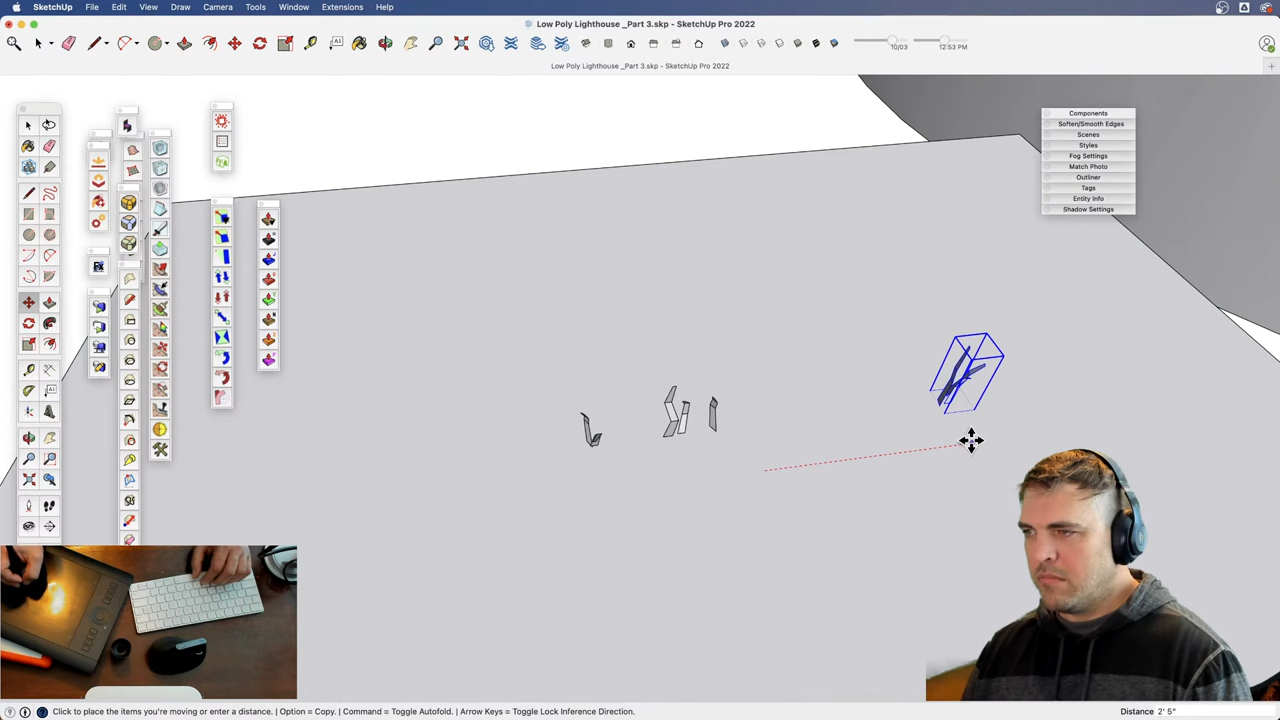 SketchUp File Edit View Draw Camera Tools Window Extensions Help
Low Poly Lighthouse _Part 3.skp - SketchUp Pro 2022
10/03 12:53 PM
Low Poly Lighthouse _Part 3.skp - SketchUp Pro 2022
Components
Soften/Smooth Edges
Scenes
Styles
Fog Settings
Match Photo
Outliner
Tags
Entity Info
Shadow Settings
Click to place the items you're moving or enter a distance. | Option = Copy. | Command = Toggle Autofold. | Arrow Keys = Toggle Lock Inference Direction. Distance 2' 5"